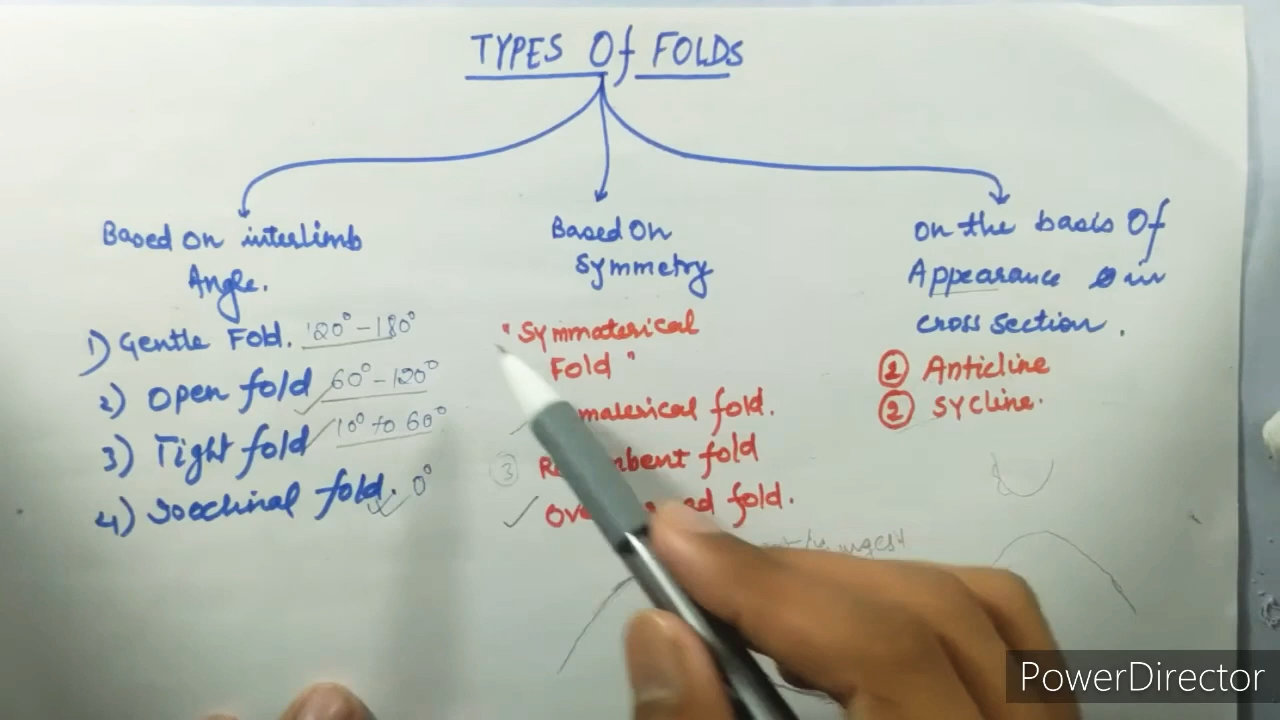 TYPES Of FOLDS
Based on interlimb
Angle.
1) Gentle Fold. 120° - 180°
2) Open fold 60° - 120°
3) Tight fold 10° to 60°
4) Isoclinal fold. 0°
Based On
Symmetry
"Symmaterical
Fold"
fold.
3 fold
fold.
On the basis Of
Appearance in
cross section.
1 Anticline
2 sycline.
PowerDirector